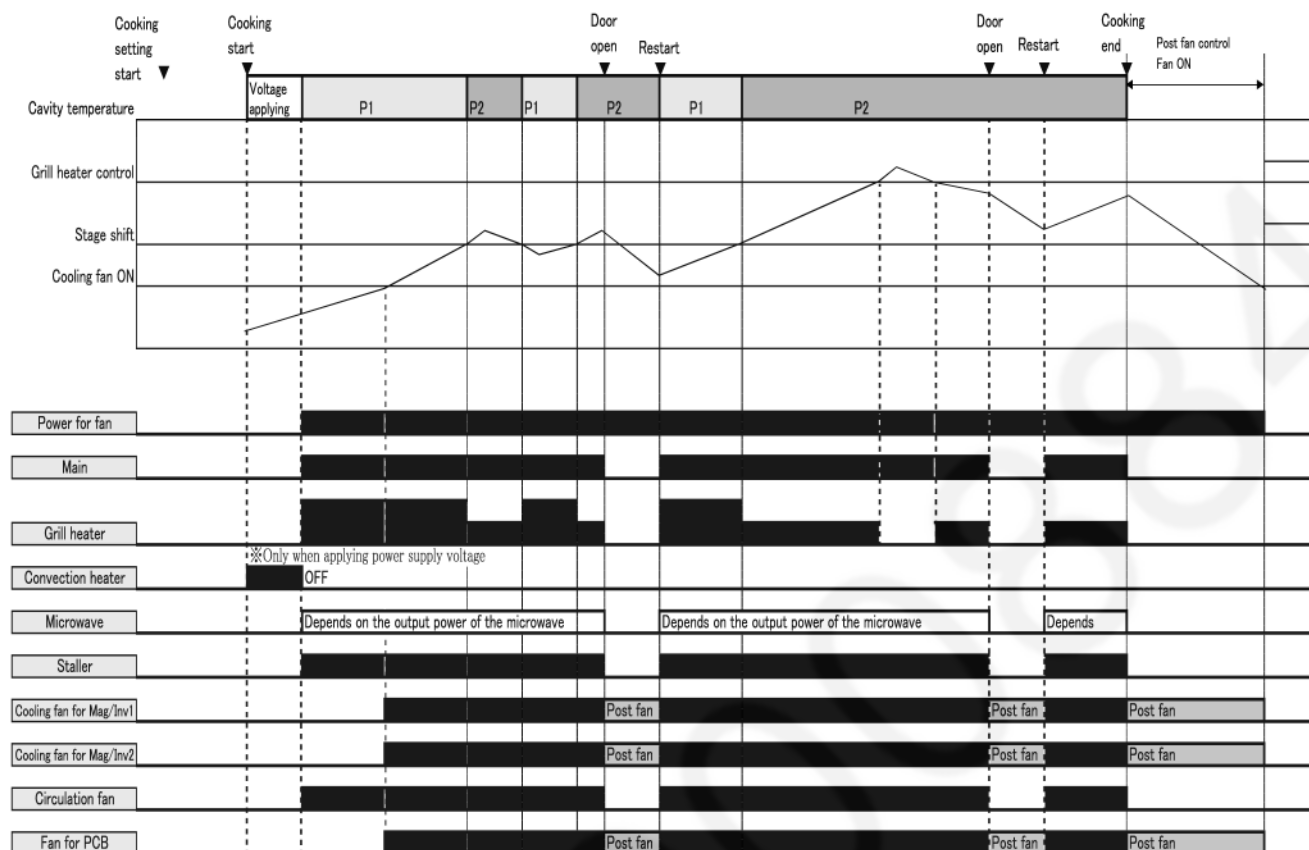 Cooking
setting
start
Cooking
start
Door
open
Restart
Door
open
Restart
Cooking
end
Post fan control
Fan ON
Cavity temperature
Voltage
applying
P1
P2
P1
P2
P1
P2
Grill heater control
Stage shift
Cooling fan ON
Power for fan
Main
Grill heater
※Only when applying power supply voltage
Convection heater
OFF
Microwave
Depends on the output power of the microwave
Depends on the output power of the microwave
Depends
Staller
Cooling fan for Mag/Inv1
Post fan
Post fan
Post fan
Cooling fan for Mag/Inv2
Post fan
Post fan
Post fan
Circulation fan
Fan for PCB
Post fan
Post fan
Post fan